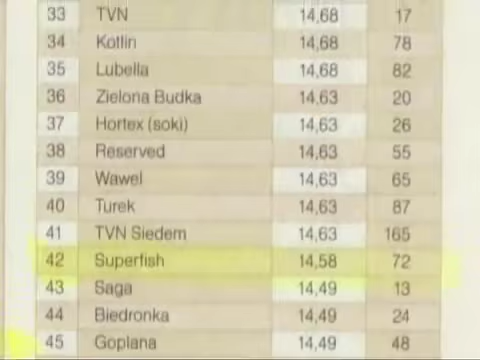 33 TVN 14,68 17
34 Kotlin 14,68 78
35 Lubella 14,68 82
36 Zielona Budka 14,63 20
37 Hortex (soki) 14,63 26
38 Reserved 14,63 55
39 Wawel 14,63 65
40 Turek 14,63 87
41 TVN Siedem 14,63 165
42 Superfish 14,58 72
43 Saga 14,49 13
44 Biedronka 14,49 24
45 Goplana 14,49 48